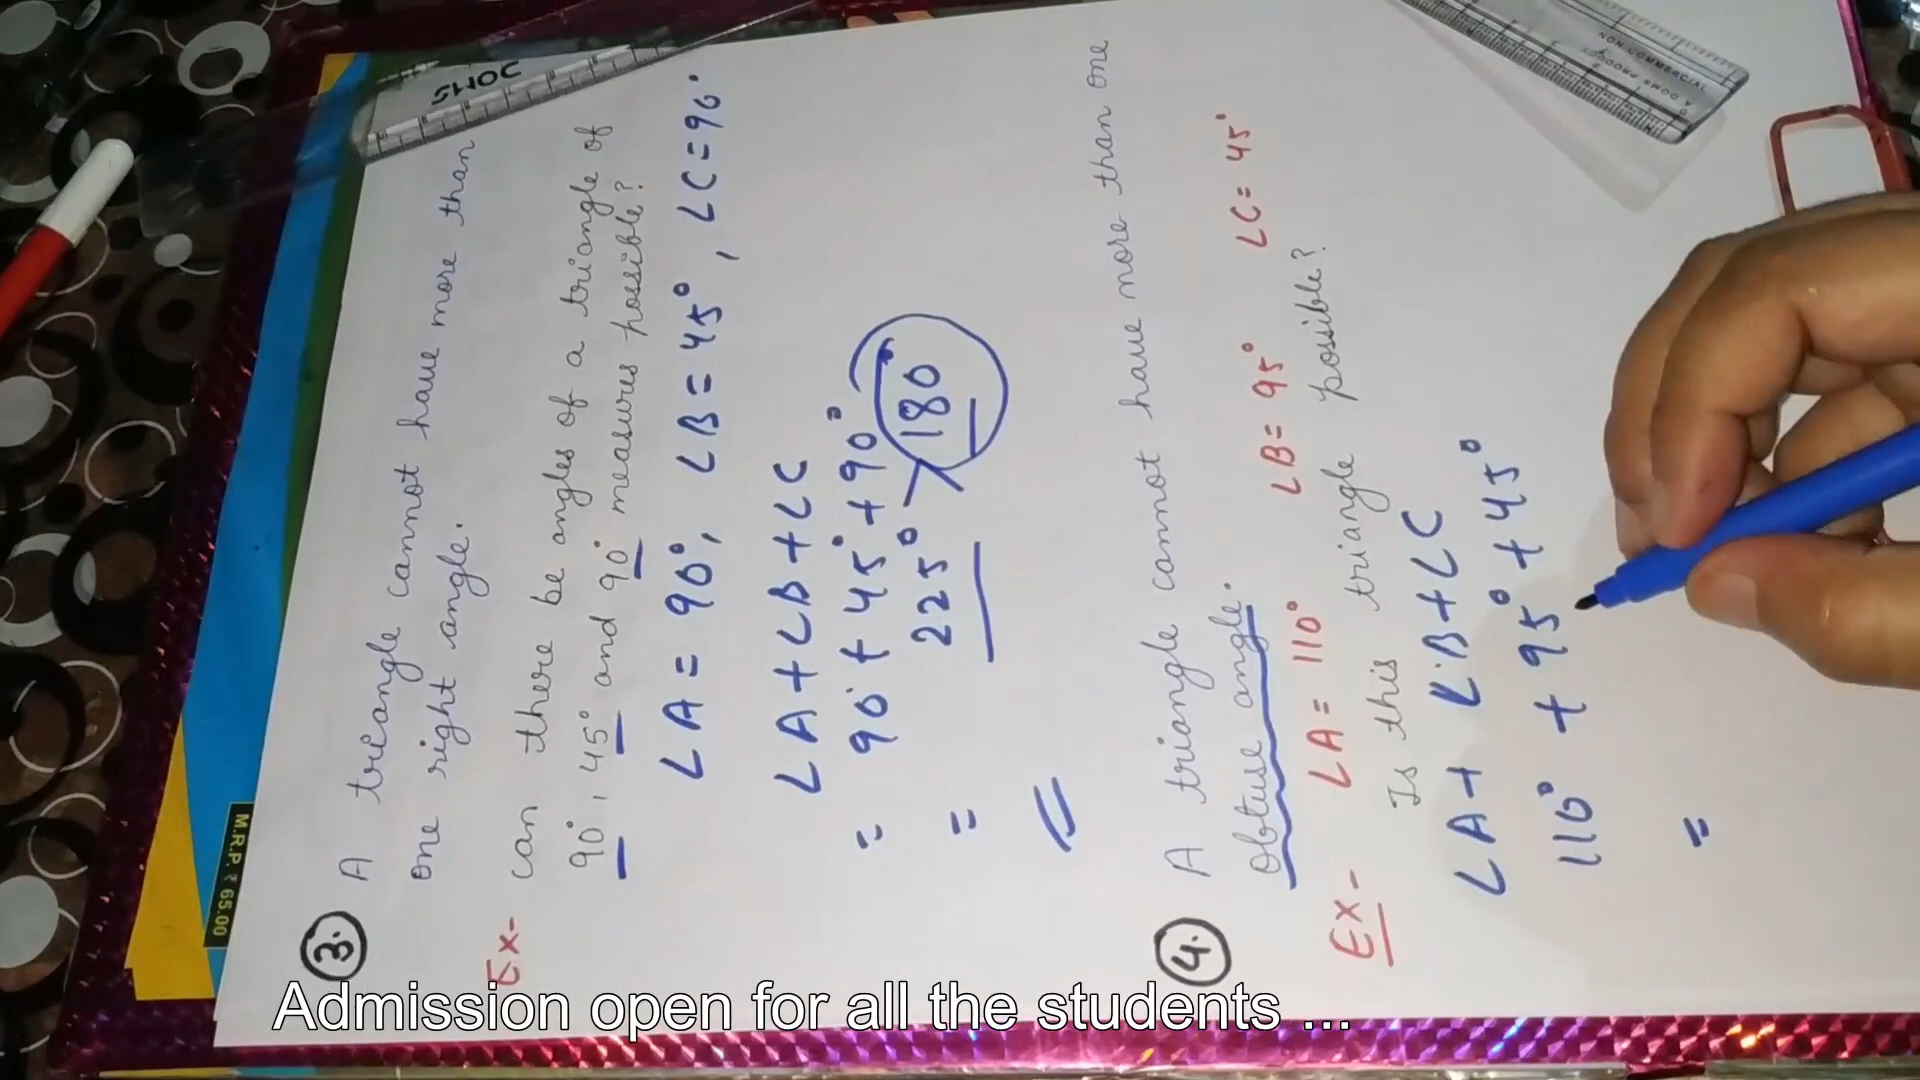 3. A triangle cannot have more than
one right angle.
Ex- can there be angles of a triangle of
90°, 45° and 90° measures possible?
∠A = 90°, ∠B = 45°, ∠C = 90°
∠A + ∠B + ∠C
= 90° + 45° + 90°
= 225° 180
4. A triangle cannot have more than one
obtuse angle.
Ex- ∠A = 110° ∠B = 95° ∠C = 45°
Is this triangle possible?
∠A + ∠B + ∠C
110° + 95° + 45°
=
DOMS
NON-COMMERCIAL
A DOMS PRODUCT
M.R.P. ₹ 65.00
Admission open for all the students ...